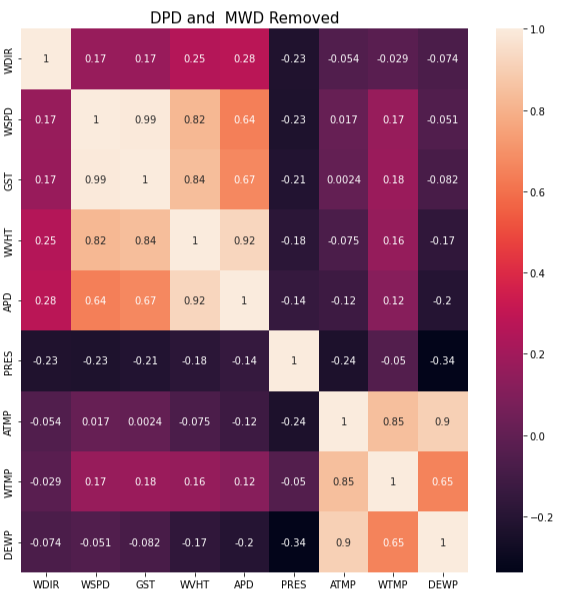 DPD and  MWD Removed
WDIR 1 0.17 0.17 0.25 0.28 -0.23 -0.054 -0.029 -0.074
WSPD 0.17 1 0.99 0.82 0.64 -0.23 0.017 0.17 -0.051
GST 0.17 0.99 1 0.84 0.67 -0.21 0.0024 0.18 -0.082
WVHT 0.25 0.82 0.84 1 0.92 -0.18 -0.075 0.16 -0.17
APD 0.28 0.64 0.67 0.92 1 -0.14 -0.12 0.12 -0.2
PRES -0.23 -0.23 -0.21 -0.18 -0.14 1 -0.24 -0.05 -0.34
ATMP -0.054 0.017 0.0024 -0.075 -0.12 -0.24 1 0.85 0.9
WTMP -0.029 0.17 0.18 0.16 0.12 -0.05 0.85 1 0.65
DEWP -0.074 -0.051 -0.082 -0.17 -0.2 -0.34 0.9 0.65 1
WDIR WSPD GST WVHT APD PRES ATMP WTMP DEWP
1.0
0.8
0.6
0.4
0.2
0.0
−0.2